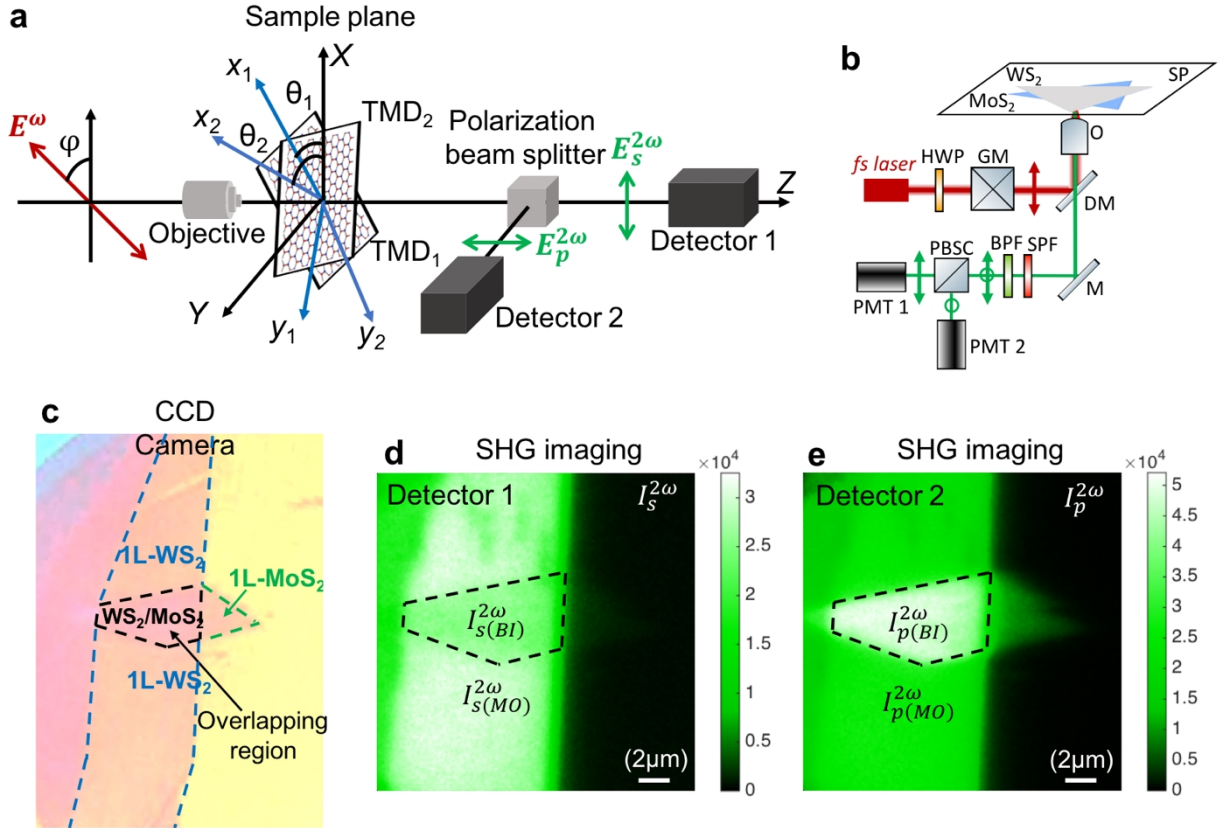 a
Sample plane
X
x₁
θ₁
x₂
θ₂
TMD₂
E^ω
φ
Polarization
beam splitter
E_s^2ω
Z
Objective
TMD₁
E_p^2ω
Detector 1
Y
Detector 2
y₁
y₂
b
WS₂
SP
MoS₂
O
fs laser
HWP
GM
DM
PBSC
BPF
SPF
PMT 1
M
PMT 2
c
CCD
Camera
1L-WS₂
1L-MoS₂
WS₂/MoS₂
1L-WS₂
Overlapping
region
d
SHG imaging
×10⁴
Detector 1
I_s^2ω
I_s(BI)^2ω
I_s(MO)^2ω
(2μm)
3
2.5
2
1.5
1
0.5
0
e
SHG imaging
×10⁴
Detector 2
I_p^2ω
I_p(BI)^2ω
I_p(MO)^2ω
(2μm)
5
4.5
4
3.5
3
2.5
2
1.5
1
0.5
0